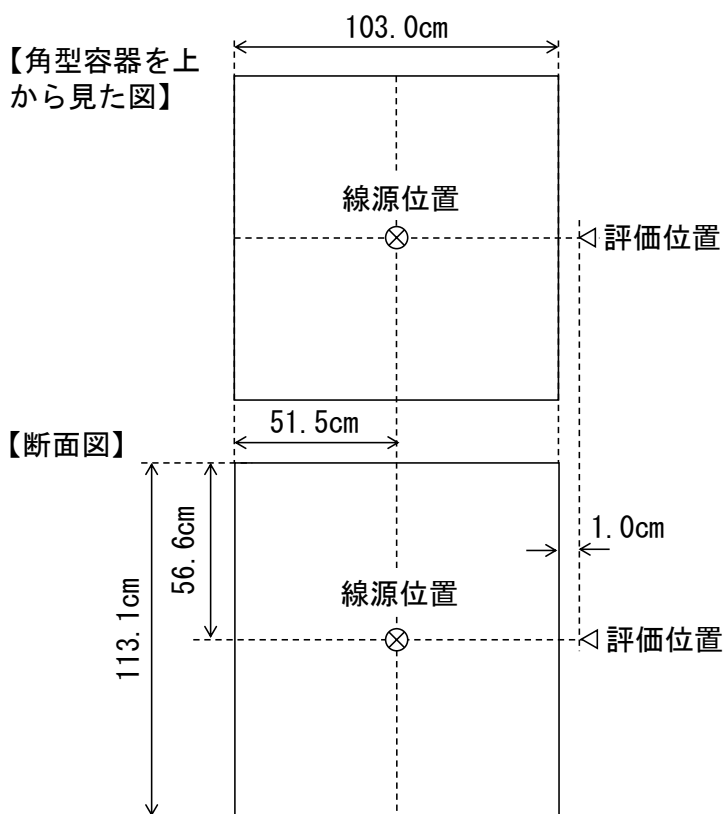 103.0cm
【角型容器を上
から見た図】
線源位置
評価位置
51.5cm
【断面図】
1.0cm
56.6cm
113.1cm
線源位置
評価位置